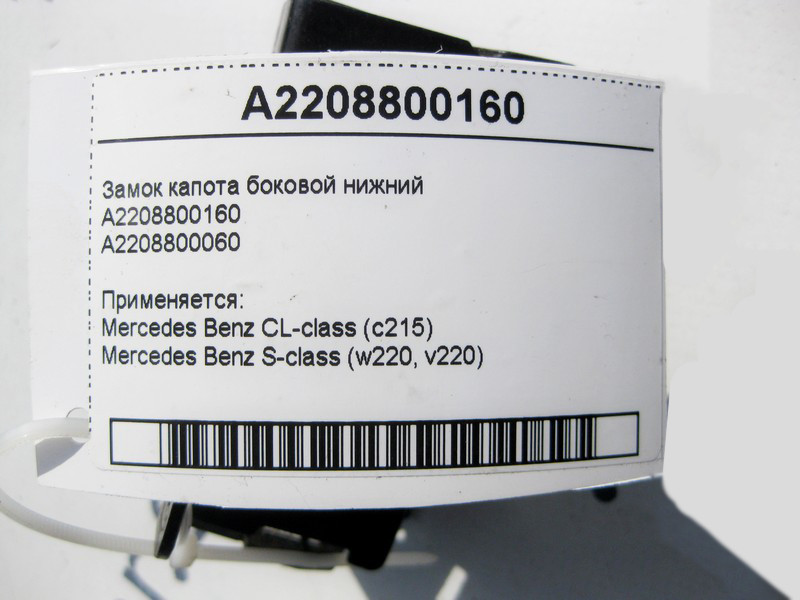 A2208800160
Замок капота боковой нижний
A2208800160
A2208800060
Применяется:
Mercedes Benz CL-class (c215)
Mercedes Benz S-class (w220, v220)